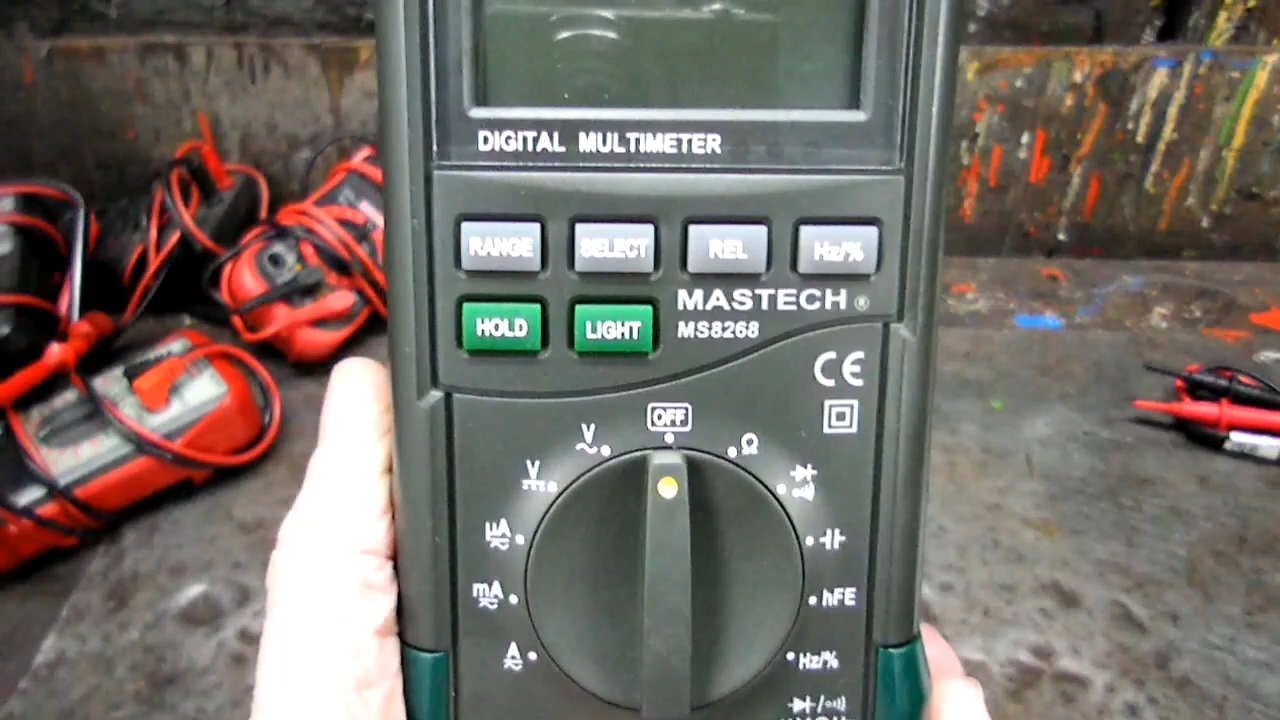 DIGITAL MULTIMETER
RANGE SELECT REL Hz/%
HOLD LIGHT
MASTECH ®
MS8268
CE
OFF
V Ω
V
µA
mA hFE
A Hz/%